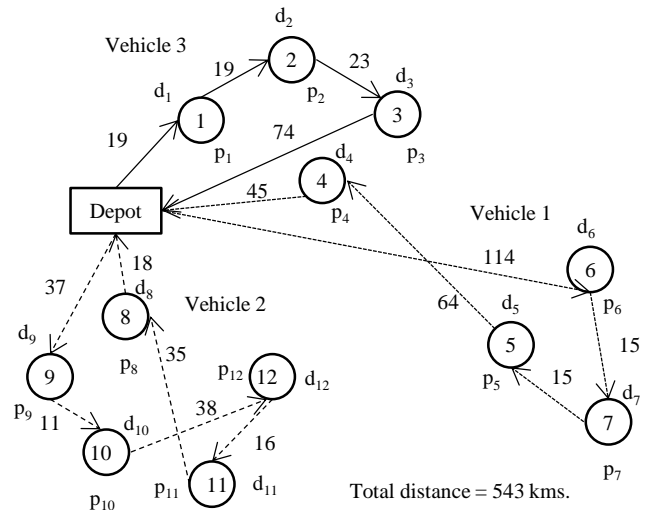 d₂
Vehicle 3
19
2
23
d₁
d₃
1
p₂
3
19
74
p₁
d₄
p₃
4
45
Depot
p₄
Vehicle 1
d₆
114
6
18
37
d₈
Vehicle 2
64
d₅
p₆
8
15
d₉
35
5
p₈
p₁₂
12
9
d₁₂
p₅
15
d₇
p₉
11
d₁₀
38
7
10
16
p₁₁
11
d₁₁
p₇
p₁₀
Total distance = 543 kms.